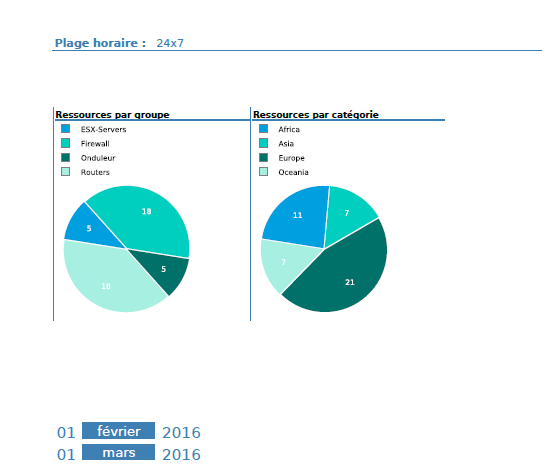 Plage horaire : 24x7
Ressources par groupe
ESX-Servers
Firewall
Onduleur
Routers
18
5
5
18
Ressources par catégorie
Africa
Asia
Europe
Oceania
11
7
7
21
01 février 2016
01 mars 2016